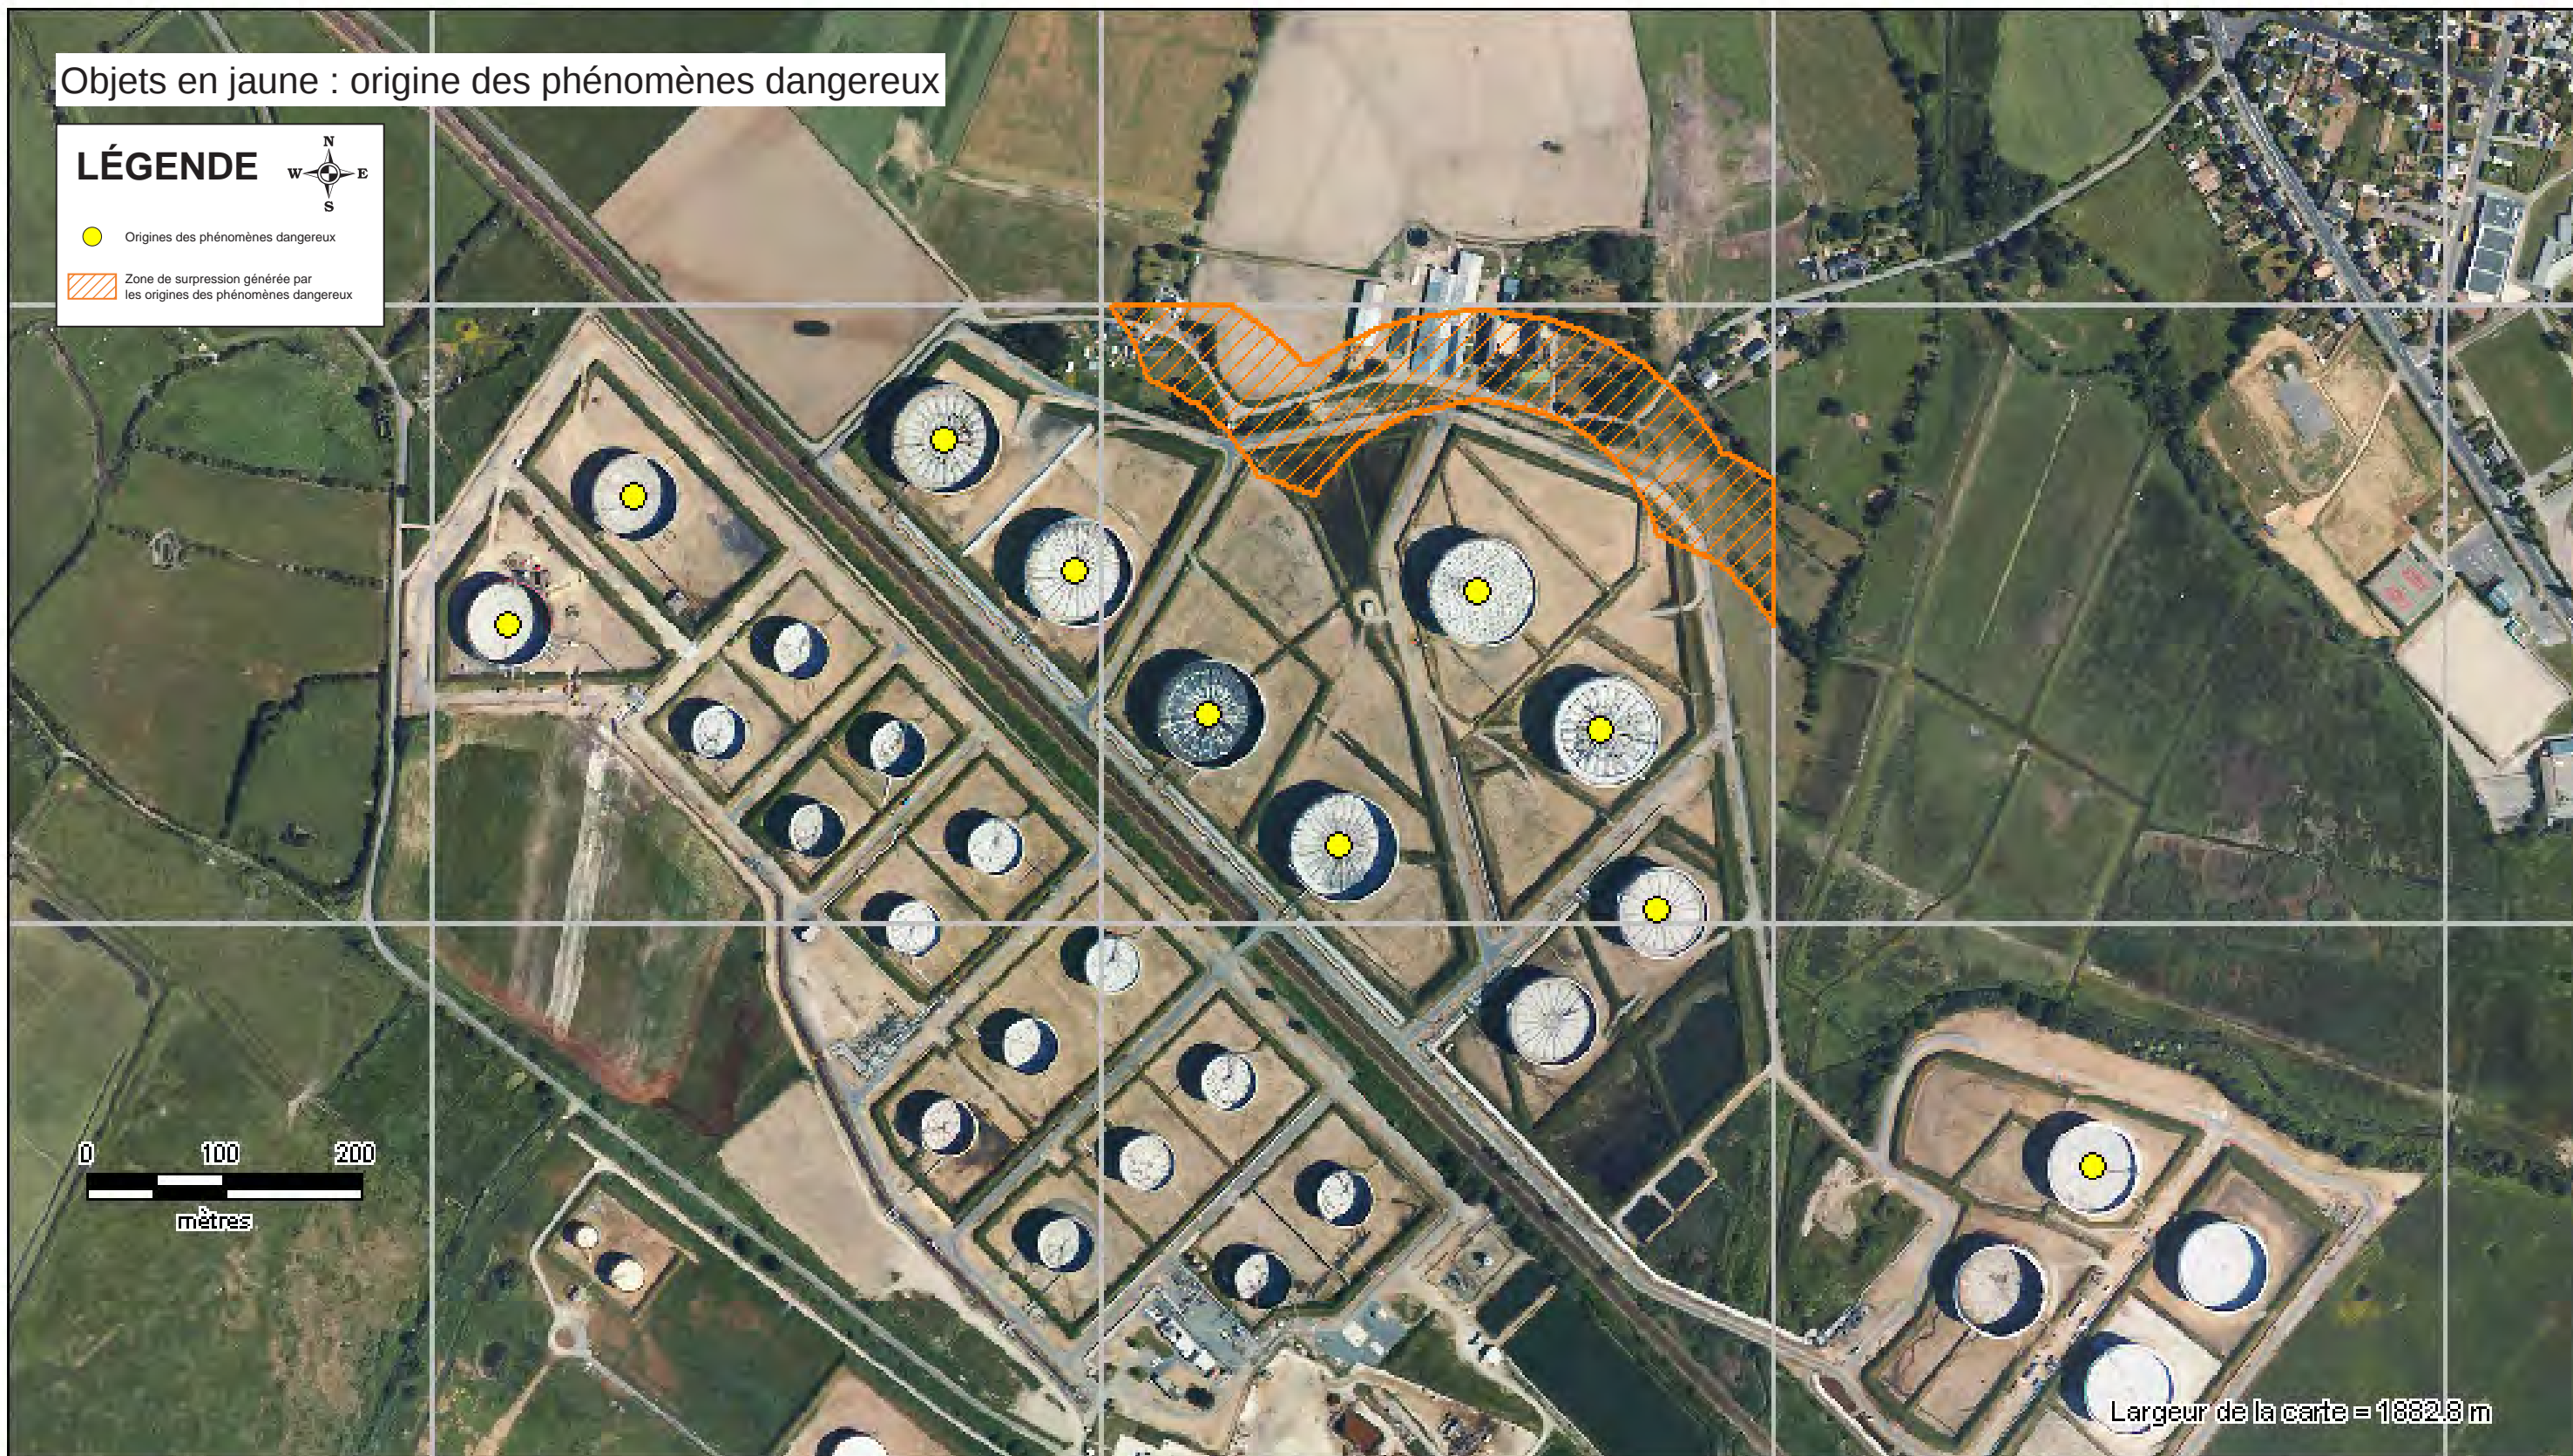 Objets en jaune : origine des phénomènes dangereux
LÉGENDE
N
W E
S
Origines des phénomènes dangereux
Zone de surpression générée par
les origines des phénomènes dangereux
0 100 200
mètres
Largeur de la carte = 1882.8 m